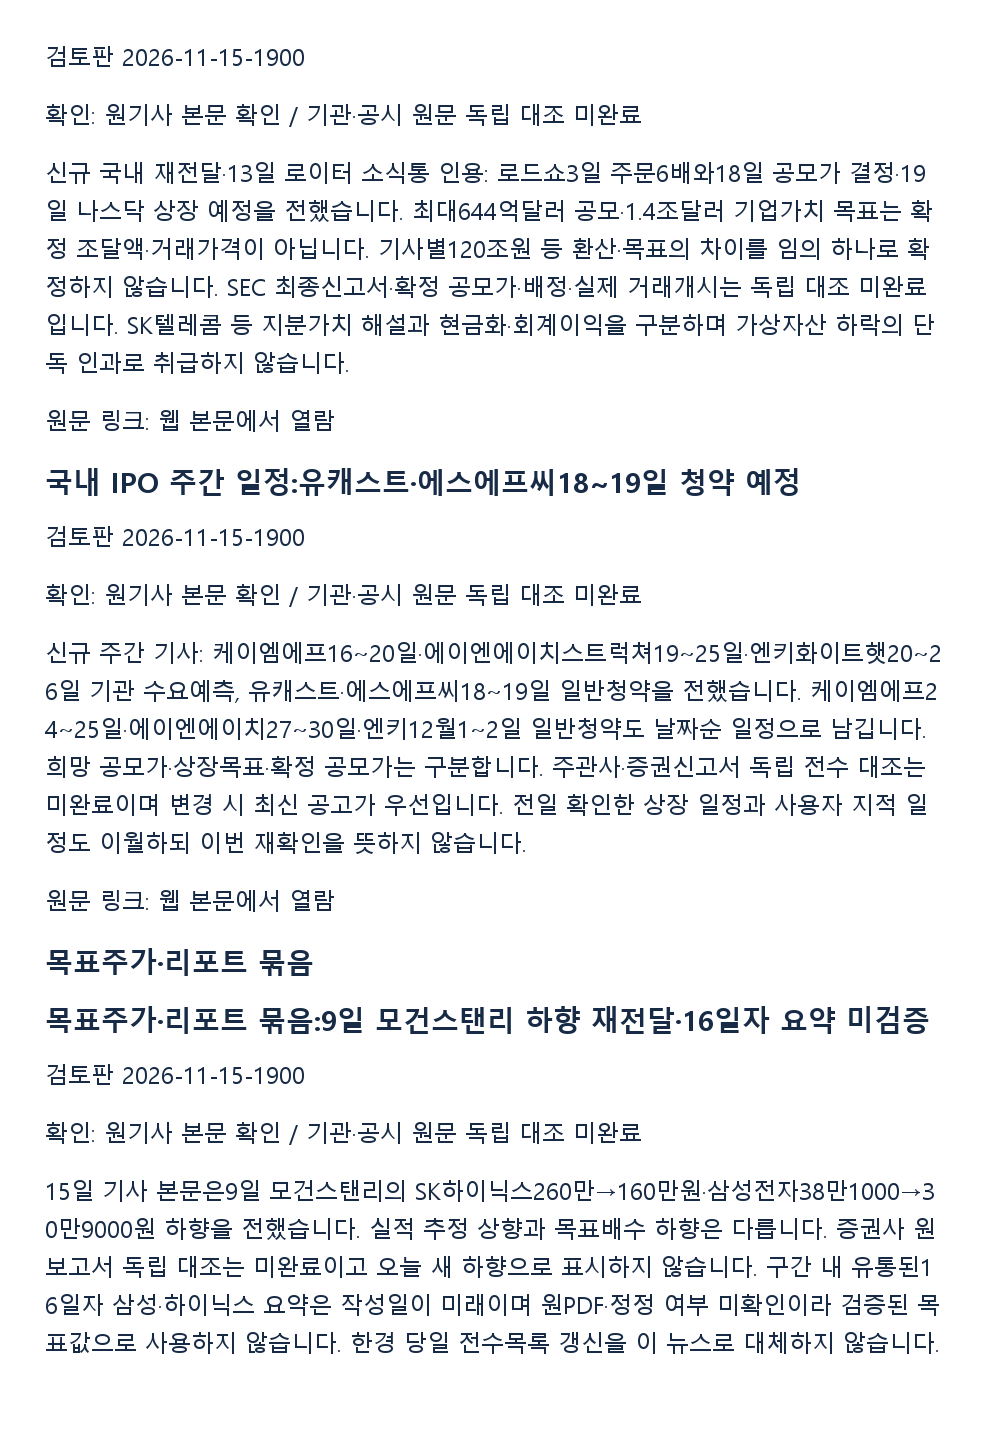 검토판 2026-11-15-1900
확인: 원기사 본문 확인 / 기관·공시 원문 독립 대조 미완료
신규 국내 재전달·13일 로이터 소식통 인용: 로드쇼3일 주문6배와18일 공모가 결정·19
일 나스닥 상장 예정을 전했습니다. 최대644억달러 공모·1.4조달러 기업가치 목표는 확
정 조달액·거래가격이 아닙니다. 기사별120조원 등 환산·목표의 차이를 임의 하나로 확
정하지 않습니다. SEC 최종신고서·확정 공모가·배정·실제 거래개시는 독립 대조 미완료
입니다. SK텔레콤 등 지분가치 해설과 현금화·회계이익을 구분하며 가상자산 하락의 단
독 인과로 취급하지 않습니다.
원문 링크: 웹 본문에서 열람
국내 IPO 주간 일정:유캐스트·에스에프씨18~19일 청약 예정
검토판 2026-11-15-1900
확인: 원기사 본문 확인 / 기관·공시 원문 독립 대조 미완료
신규 주간 기사: 케이엠에프16~20일·에이엔에이치스트럭쳐19~25일·엔키화이트햇20~2
6일 기관 수요예측, 유캐스트·에스에프씨18~19일 일반청약을 전했습니다. 케이엠에프2
4~25일·에이엔에이치27~30일·엔키12월1~2일 일반청약도 날짜순 일정으로 남깁니다.
희망 공모가·상장목표·확정 공모가는 구분합니다. 주관사·증권신고서 독립 전수 대조는
미완료이며 변경 시 최신 공고가 우선입니다. 전일 확인한 상장 일정과 사용자 지적 일
정도 이월하되 이번 재확인을 뜻하지 않습니다.
원문 링크: 웹 본문에서 열람
목표주가·리포트 묶음
목표주가·리포트 묶음:9일 모건스탠리 하향 재전달·16일자 요약 미검증
검토판 2026-11-15-1900
확인: 원기사 본문 확인 / 기관·공시 원문 독립 대조 미완료
15일 기사 본문은9일 모건스탠리의 SK하이닉스260만→160만원·삼성전자38만1000→3
0만9000원 하향을 전했습니다. 실적 추정 상향과 목표배수 하향은 다릅니다. 증권사 원
보고서 독립 대조는 미완료이고 오늘 새 하향으로 표시하지 않습니다. 구간 내 유통된1
6일자 삼성·하이닉스 요약은 작성일이 미래이며 원PDF·정정 여부 미확인이라 검증된 목
표값으로 사용하지 않습니다. 한경 당일 전수목록 갱신을 이 뉴스로 대체하지 않습니다.